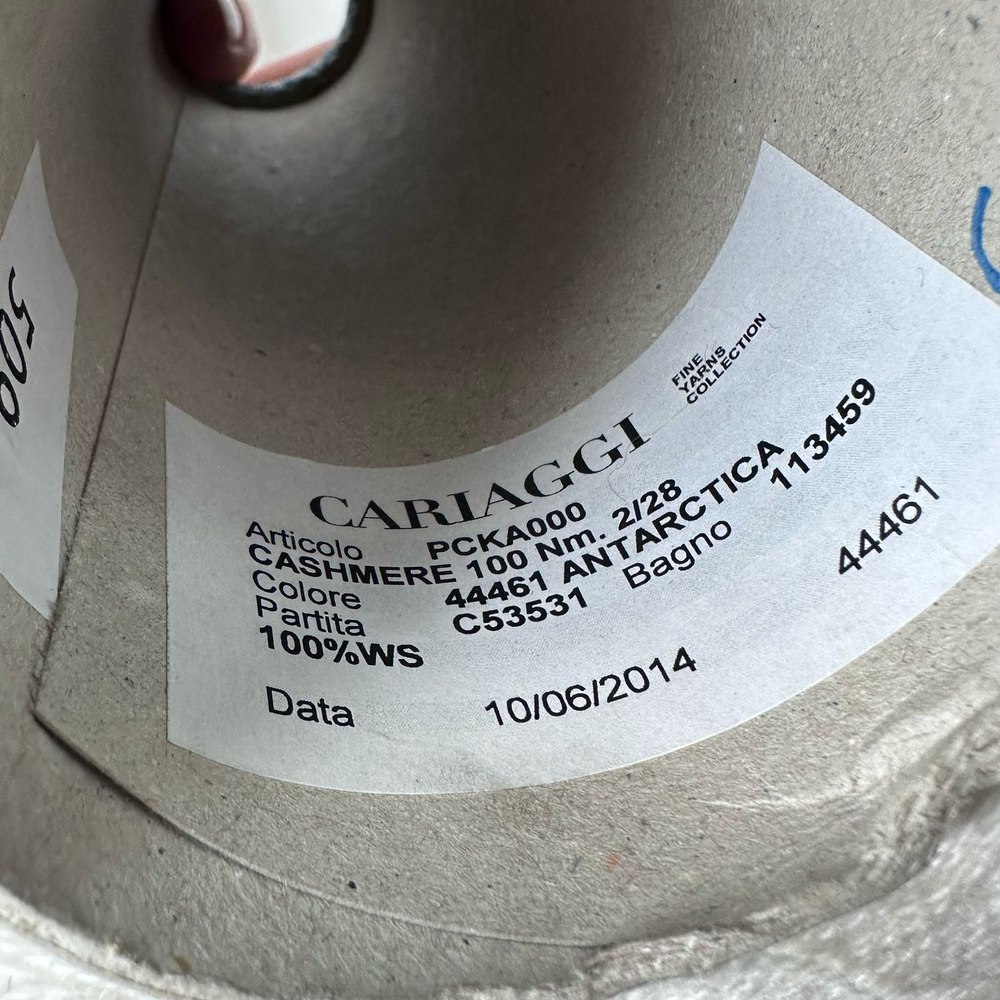 CARIAGGI
FINE
YARNS
COLLECTION
Articolo PCKA000
CASHMERE 100 Nm. 2/28
Colore 44461 ANTARCTICA
Partita C53531 Bagno 113459
100%WS 44461
Data 10/06/2014
500